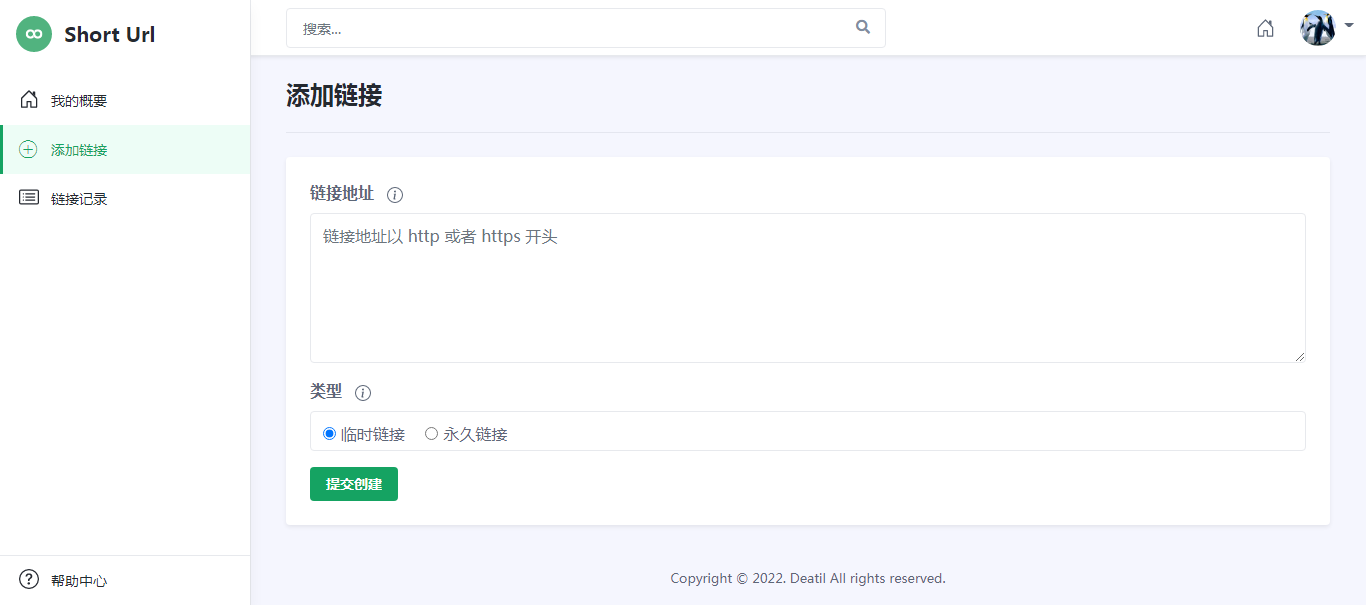 Short Url
搜索...
我的概要
添加链接
链接记录
帮助中心
添加链接
链接地址
链接地址以 http 或者 https 开头
类型
临时链接 永久链接
提交创建
Copyright © 2022. Deatil All rights reserved.